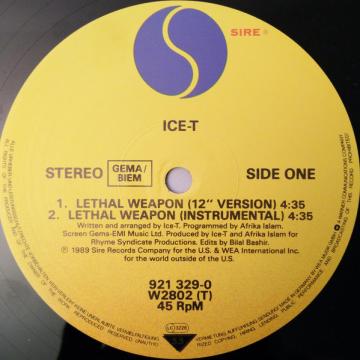 SIRE ®
ICE-T
STEREO
GEMA/
BIEM
SIDE ONE
1. LETHAL WEAPON (12" VERSION) 4:35
2. LETHAL WEAPON (INSTRUMENTAL) 4:35
Written and arranged by Ice-T. Programmed by Afrika Islam.
Screen Gems-EMI Music Ltd. Produced by Ice-T & Afrika Islam for
Rhyme Syndicate Productions. Edits by Bilal Bashir.
℗ 1989 Sire Records Company for the U.S. & WEA International Inc.
for the world outside of the U.S.
921 329-0
W2802 (T)
45 RpM
LC 3228